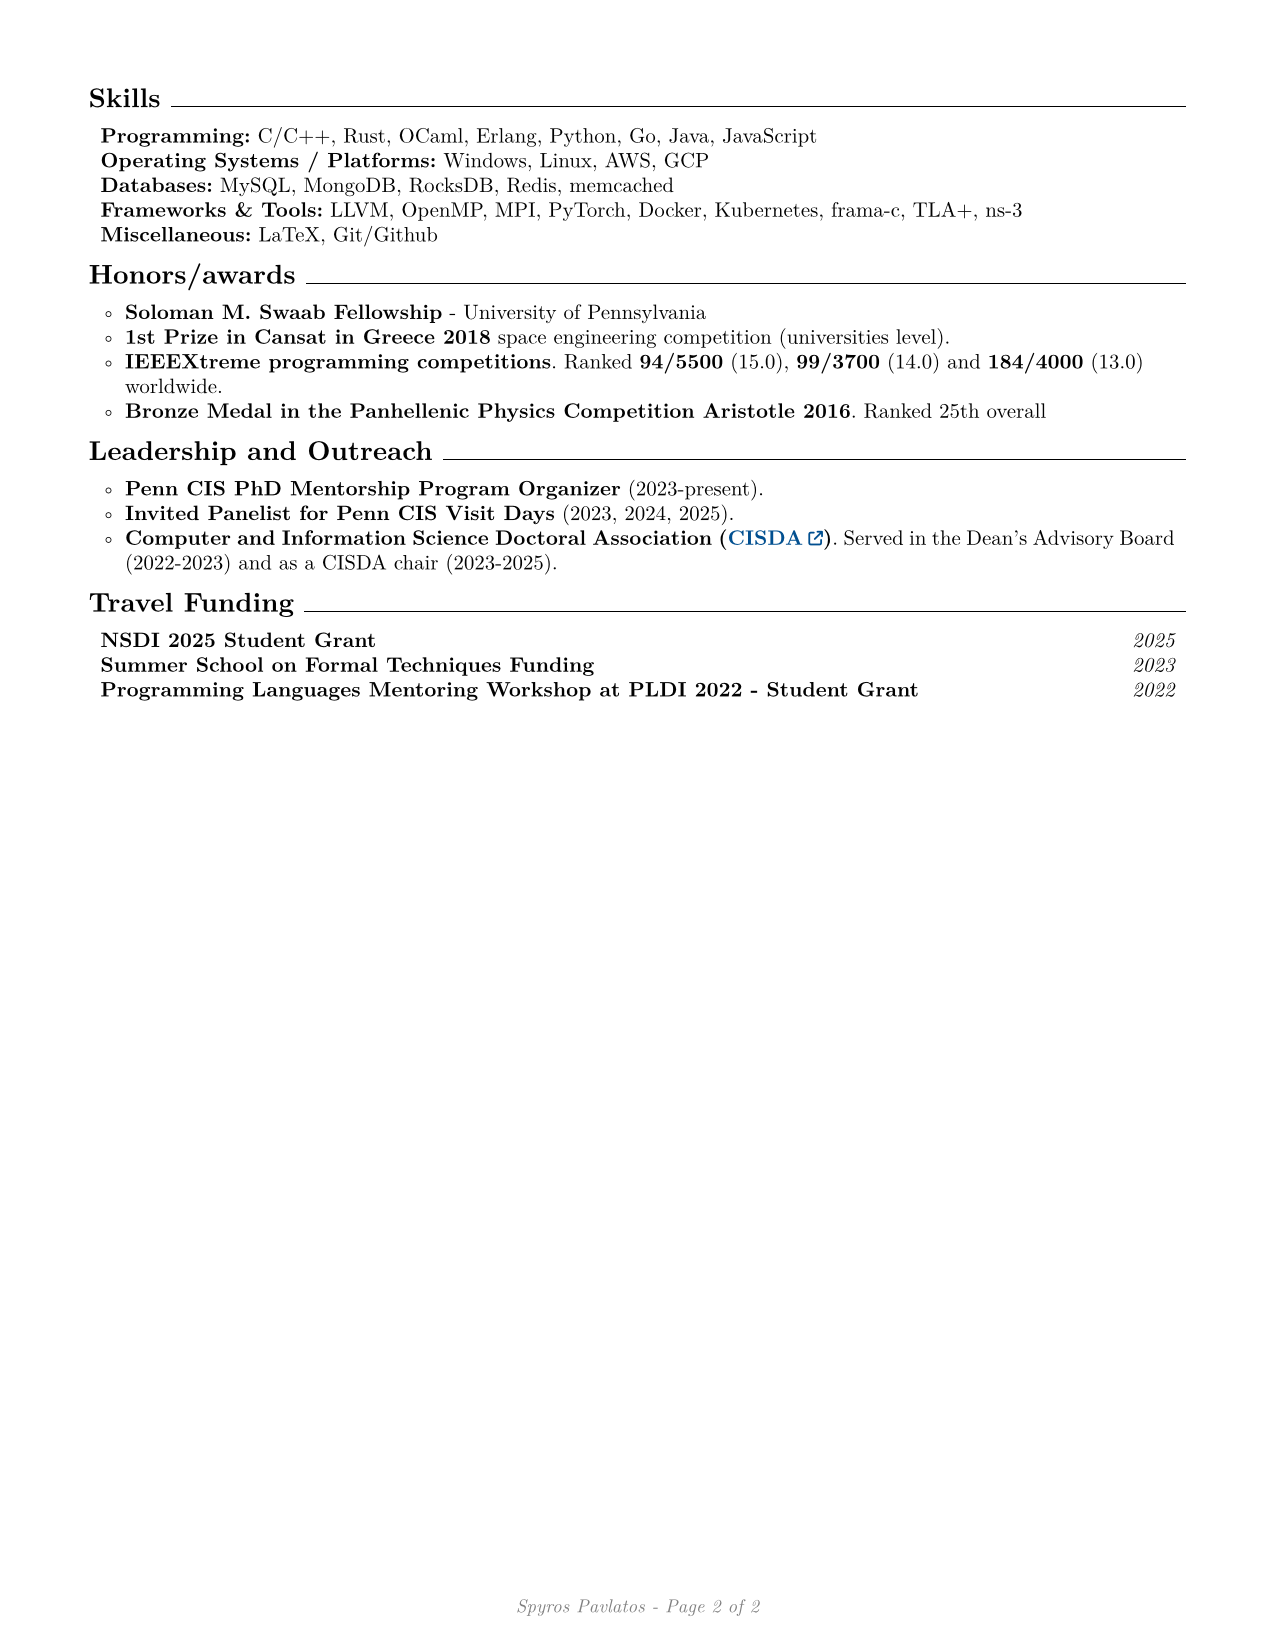 Skills
Programming: C/C++, Rust, OCaml, Erlang, Python, Go, Java, JavaScript
Operating Systems / Platforms: Windows, Linux, AWS, GCP
Databases: MySQL, MongoDB, RocksDB, Redis, memcached
Frameworks & Tools: LLVM, OpenMP, MPI, PyTorch, Docker, Kubernetes, frama-c, TLA+, ns-3
Miscellaneous: LaTeX, Git/Github
Honors/awards
◦ Soloman M. Swaab Fellowship - University of Pennsylvania
◦ 1st Prize in Cansat in Greece 2018 space engineering competition (universities level).
◦ IEEEXtreme programming competitions. Ranked 94/5500 (15.0), 99/3700 (14.0) and 184/4000 (13.0)
worldwide.
◦ Bronze Medal in the Panhellenic Physics Competition Aristotle 2016. Ranked 25th overall
Leadership and Outreach
◦ Penn CIS PhD Mentorship Program Organizer (2023-present).
◦ Invited Panelist for Penn CIS Visit Days (2023, 2024, 2025).
◦ Computer and Information Science Doctoral Association (CISDA). Served in the Dean's Advisory Board
(2022-2023) and as a CISDA chair (2023-2025).
Travel Funding
NSDI 2025 Student Grant 2025
Summer School on Formal Techniques Funding 2023
Programming Languages Mentoring Workshop at PLDI 2022 - Student Grant 2022
Spyros Pavlatos - Page 2 of 2